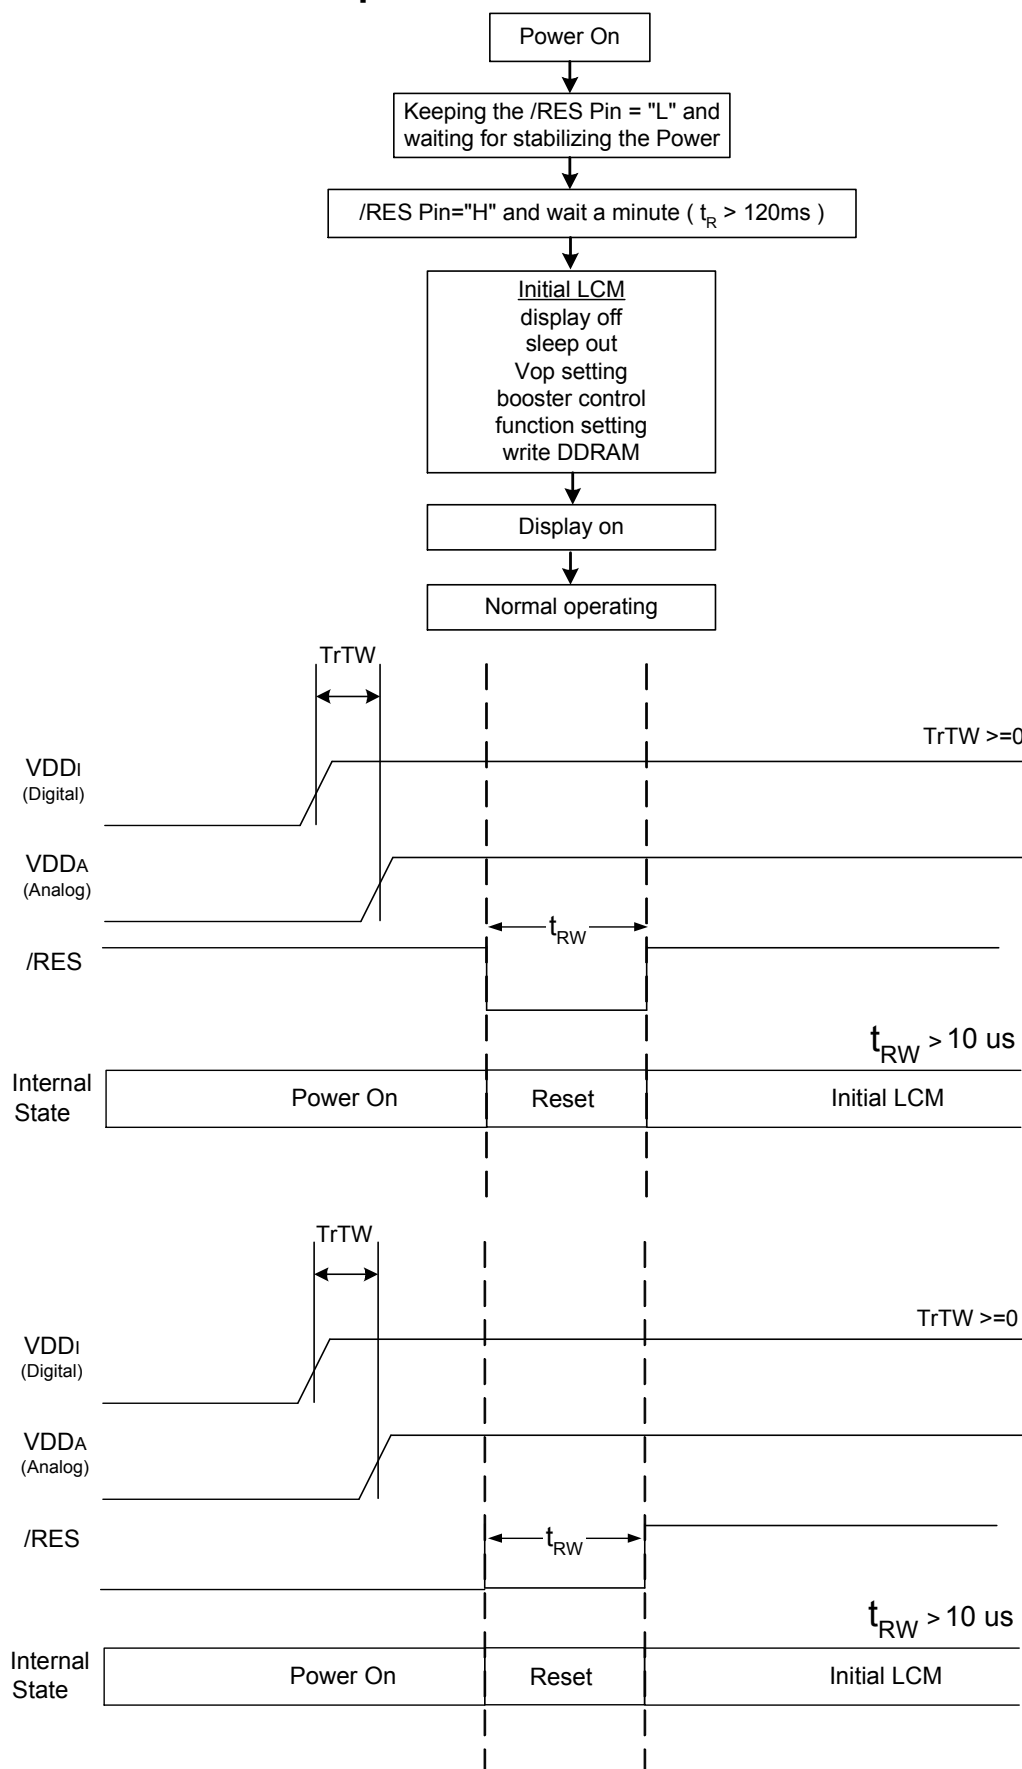 Power On
Keeping the /RES Pin = "L" and
waiting for stabilizing the Power
/RES Pin="H" and wait a minute ( tR > 120ms )
Initial LCM
display off
sleep out
Vop setting
booster control
function setting
write DDRAM
Display on
Normal operating
TrTW
TrTW >=0
VDDI
(Digital)
VDDA
(Analog)
tRW
/RES
tRW > 10 us
Internal
State
Power On
Reset
Initial LCM
TrTW
TrTW >=0
VDDI
(Digital)
VDDA
(Analog)
/RES
tRW
tRW > 10 us
Internal
State
Power On
Reset
Initial LCM